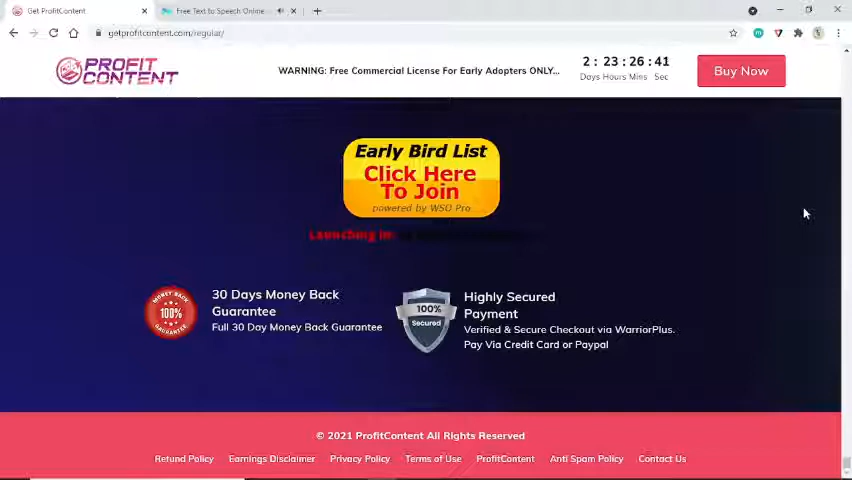 Get ProfitContent
Free Text to Speech Online
getprofitcontent.com/regular/
PROFIT
CONTENT
WARNING: Free Commercial License For Early Adopters ONLY...
2 : 23 : 26 : 41
Days Hours Mins Sec
Buy Now
Early Bird List
Click Here
To Join
powered by WSO Pro
Launching in:
MONEY BACK
100%
GUARANTEE
30 Days Money Back
Guarantee
Full 30 Day Money Back Guarantee
100%
Secured
Highly Secured
Payment
Verified & Secure Checkout via WarriorPlus.
Pay Via Credit Card or Paypal
© 2021 ProfitContent All Rights Reserved
Refund Policy Earnings Disclaimer Privacy Policy Terms of Use ProfitContent Anti Spam Policy Contact Us